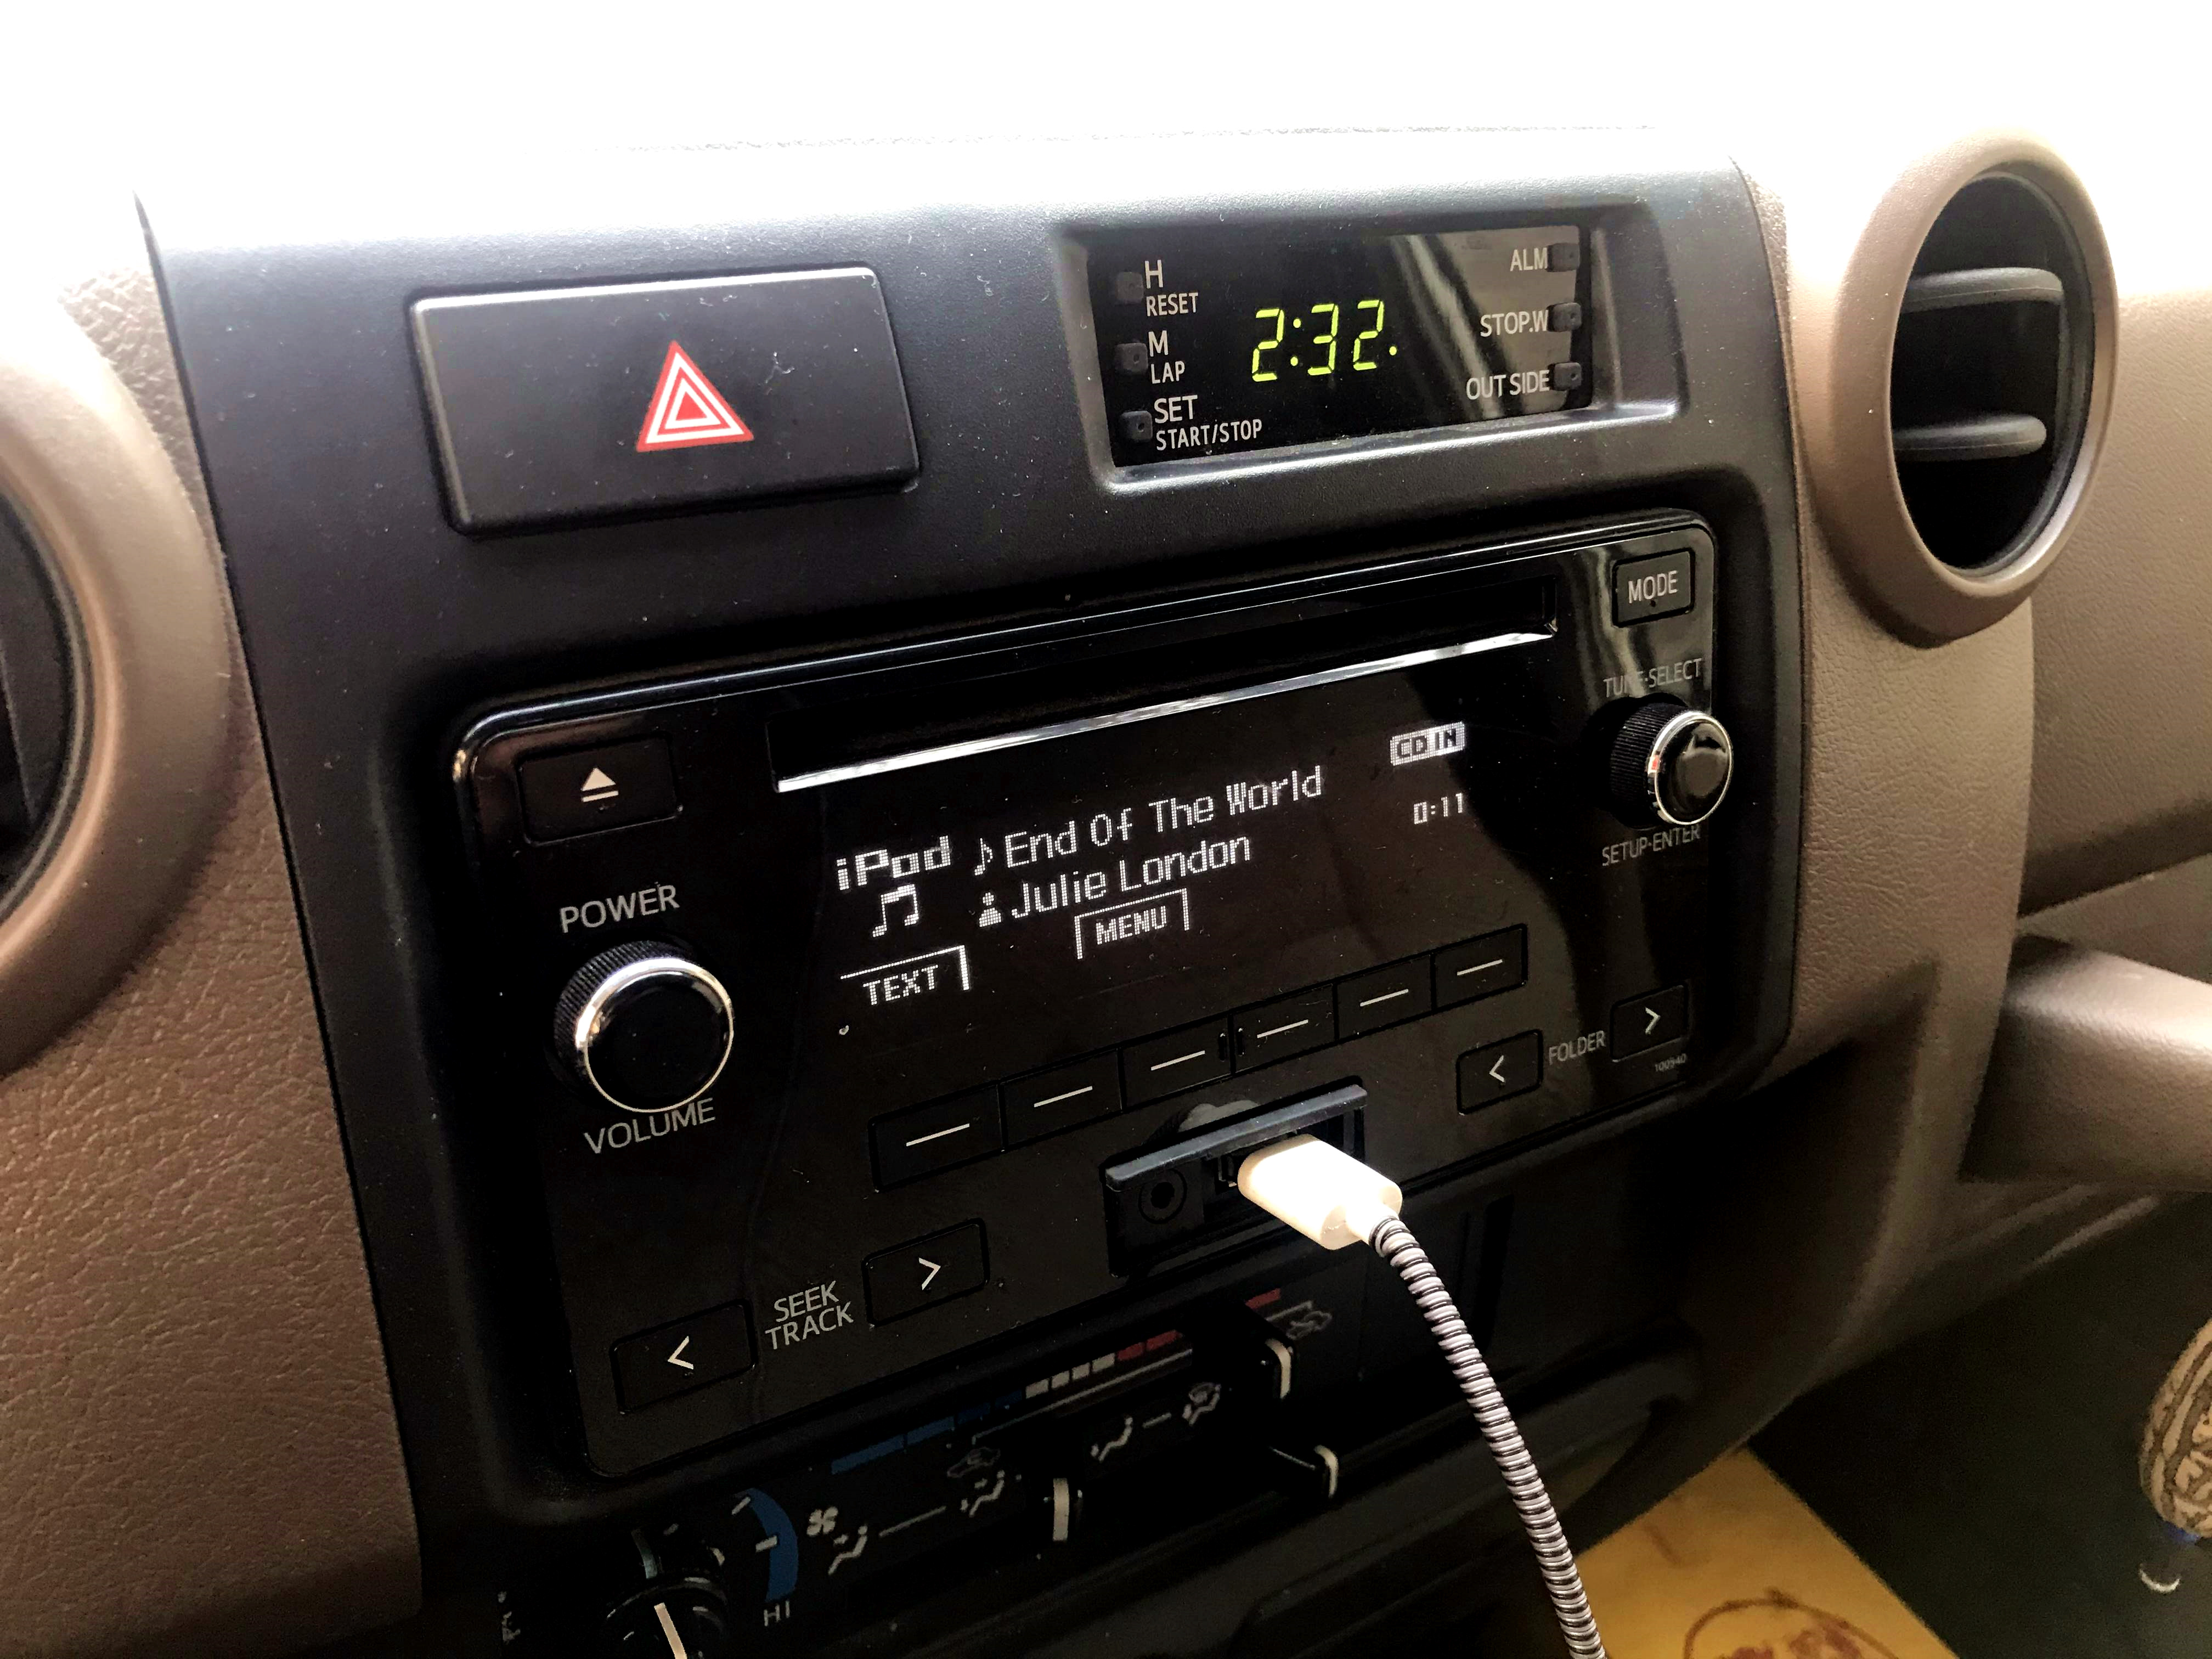 H
RESET
M
LAP
SET
START/STOP
2:32.
ALM
STOP.W
OUT SIDE
MODE
TUNE·SELECT
SETUP·ENTER
CD IN
iPod ♪ End Of The World
0:11
Julie London
TEXT
MENU
POWER
VOLUME
FOLDER
100940
SEEK
TRACK
HI